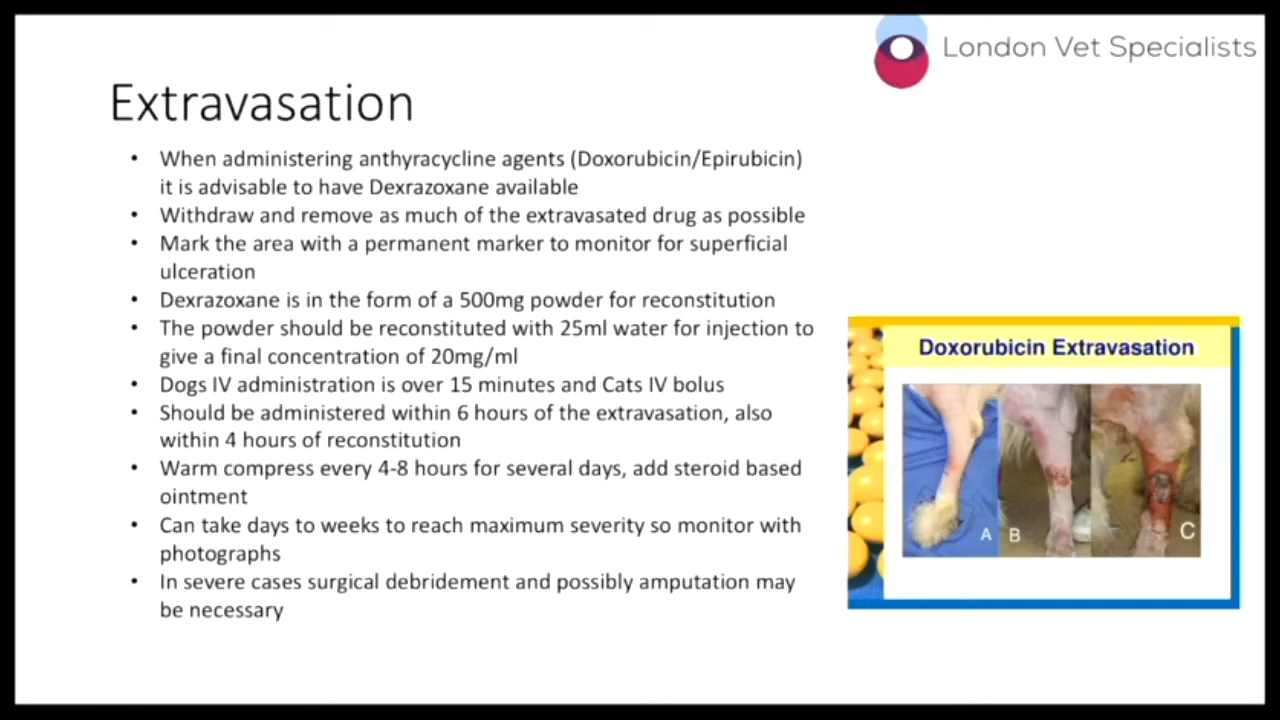 London Vet Specialists
Extravasation
• When administering anthyracycline agents (Doxorubicin/Epirubicin)
it is advisable to have Dexrazoxane available
• Withdraw and remove as much of the extravasated drug as possible
• Mark the area with a permanent marker to monitor for superficial
ulceration
• Dexrazoxane is in the form of a 500mg powder for reconstitution
• The powder should be reconstituted with 25ml water for injection to
give a final concentration of 20mg/ml
• Dogs IV administration is over 15 minutes and Cats IV bolus
• Should be administered within 6 hours of the extravasation, also
within 4 hours of reconstitution
• Warm compress every 4-8 hours for several days, add steroid based
ointment
• Can take days to weeks to reach maximum severity so monitor with
photographs
• In severe cases surgical debridement and possibly amputation may
be necessary
Doxorubicin Extravasation
A B C